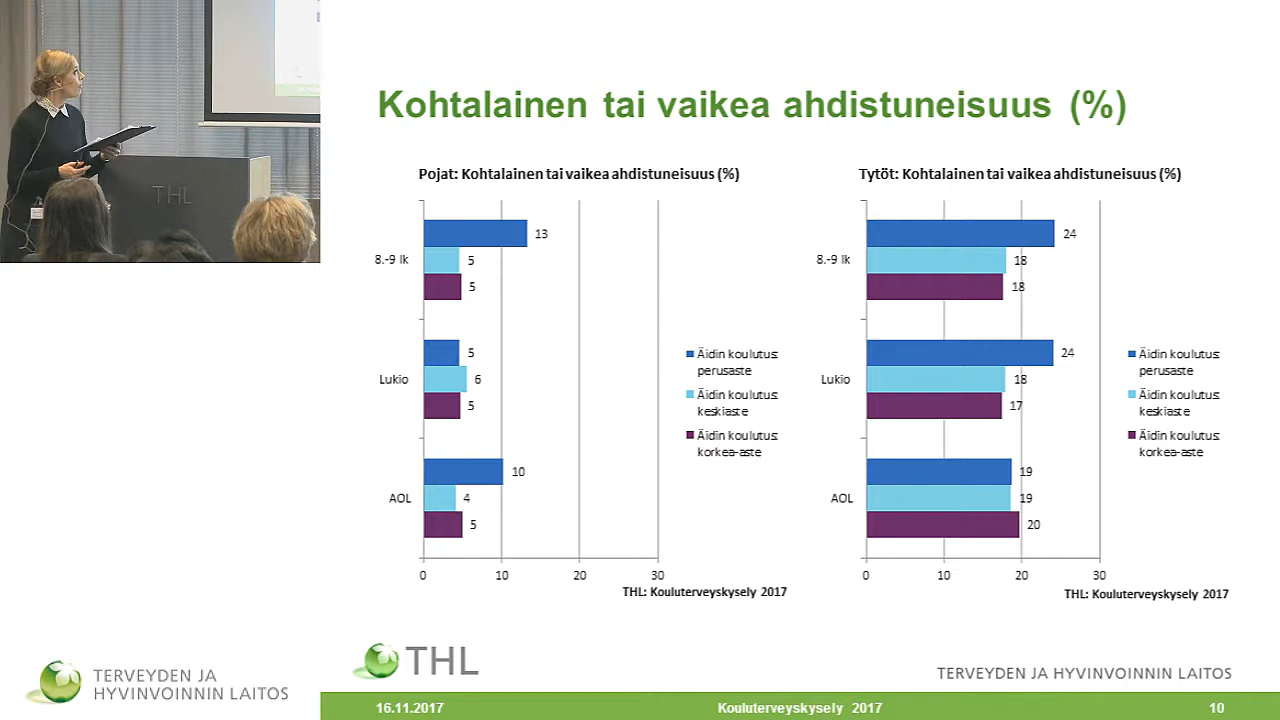 THL
Kohtalainen tai vaikea ahdistuneisuus (%)
Pojat: Kohtalainen tai vaikea ahdistuneisuus (%)
8.-9 lk
13
5
5
Lukio
5
6
5
AOL
10
4
5
0 10 20 30
Äidin koulutus:
perusaste
Äidin koulutus:
keskiaste
Äidin koulutus:
korkea-aste
THL: Kouluterveyskysely 2017
Tytöt: Kohtalainen tai vaikea ahdistuneisuus (%)
8.-9 lk
24
18
18
Lukio
24
18
17
AOL
19
19
20
0 10 20 30
Äidin koulutus:
perusaste
Äidin koulutus:
keskiaste
Äidin koulutus:
korkea-aste
THL: Kouluterveyskysely 2017
TERVEYDEN JA
HYVINVOINNIN LAITOS
THL
TERVEYDEN JA HYVINVOINNIN LAITOS
16.11.2017 Kouluterveyskysely 2017 10